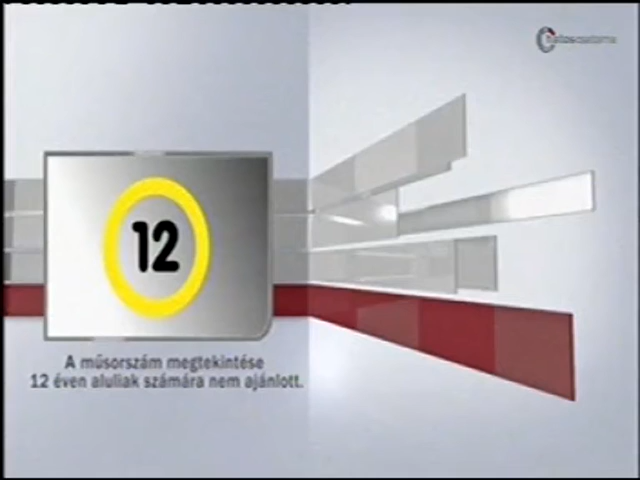 12
A műsorszám megtekintése
12 éven aluliak számára nem ajánlott.